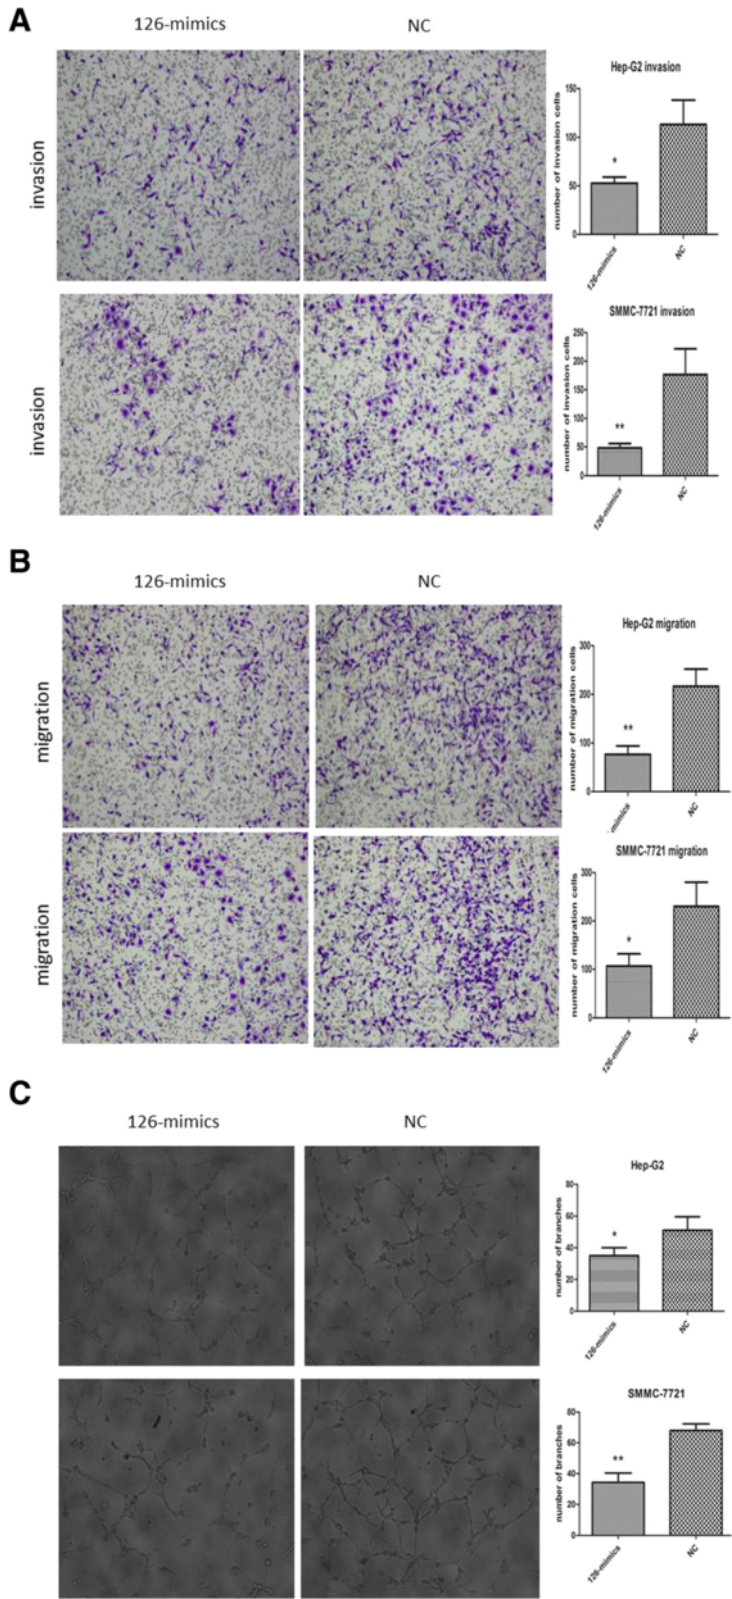 A
126-mimics
NC
invasion
Hep-G2 invasion
number of invasion cells
150
100
50
0
*
126-mimics
NC
invasion
SMMC-7721 invasion
number of invasion cells
250
200
150
100
50
0
**
126-mimics
NC
B
126-mimics
NC
migration
Hep-G2 migration
number of migration cells
300
200
100
0
**
-mimics
NC
migration
SMMC-7721 migration
number of migration cells
300
200
100
0
*
126-mimics
NC
C
126-mimics
NC
Hep-G2
number of branches
80
60
40
20
0
*
126-mimics
NC
SMMC-7721
number of branches
80
60
40
20
0
**
126-mimics
NC